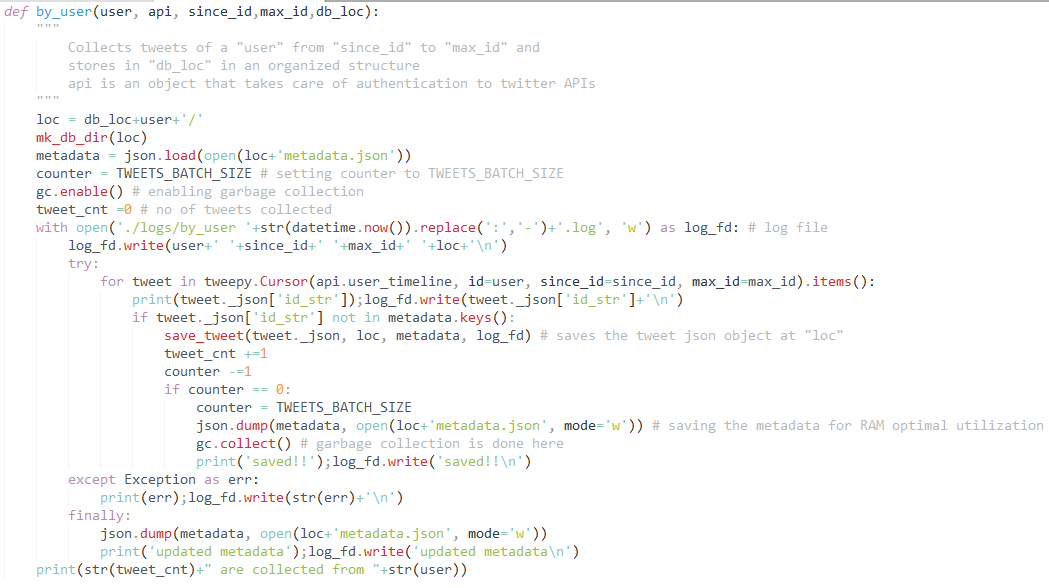 def by_user(user, api, since_id,max_id,db_loc):
    """
        Collects tweets of a "user" from "since_id" to "max_id" and
        stores in "db_loc" in an organized structure
        api is an object that takes care of authentication to twitter APIs
    """
    loc = db_loc+user+'/'
    mk_db_dir(loc)
    metadata = json.load(open(loc+'metadata.json'))
    counter = TWEETS_BATCH_SIZE # setting counter to TWEETS_BATCH_SIZE
    gc.enable() # enabling garbage collection
    tweet_cnt =0 # no of tweets collected
    with open('./logs/by_user '+str(datetime.now()).replace(':','-')+'.log', 'w') as log_fd: # log file
        log_fd.write(user+' '+since_id+' '+max_id+' '+loc+'\n')
        try:
            for tweet in tweepy.Cursor(api.user_timeline, id=user, since_id=since_id, max_id=max_id).items():
                print(tweet._json['id_str']);log_fd.write(tweet._json['id_str']+'\n')
                if tweet._json['id_str'] not in metadata.keys():
                    save_tweet(tweet._json, loc, metadata, log_fd) # saves the tweet json object at "loc"
                    tweet_cnt +=1
                    counter -=1
                    if counter == 0:
                        counter = TWEETS_BATCH_SIZE
                        json.dump(metadata, open(loc+'metadata.json', mode='w')) # saving the metadata for RAM optimal utilization
                        gc.collect() # garbage collection is done here
                        print('saved!!');log_fd.write('saved!!\n')
        except Exception as err:
            print(err);log_fd.write(str(err)+'\n')
        finally:
            json.dump(metadata, open(loc+'metadata.json', mode='w'))
            print('updated metadata');log_fd.write('updated metadata\n')
    print(str(tweet_cnt)+" are collected from "+str(user))